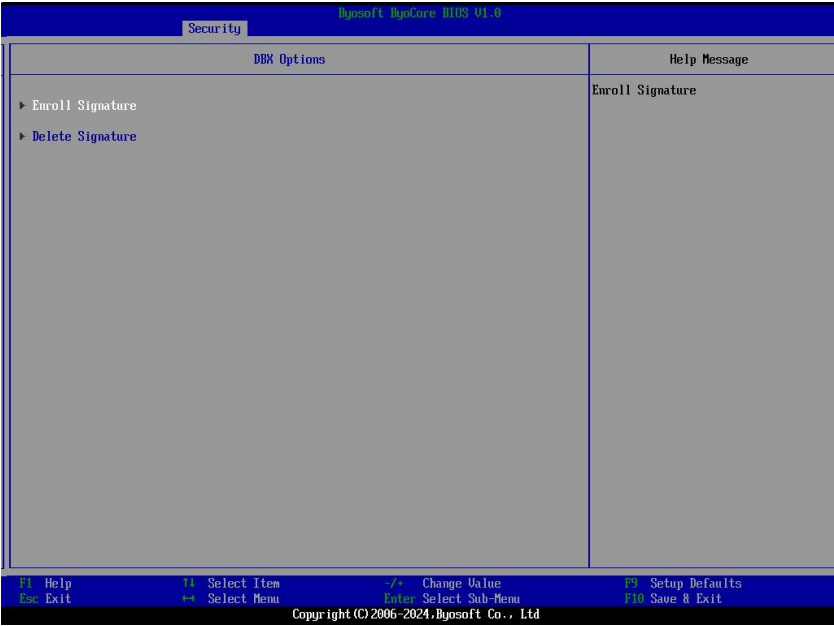 Byosoft ByoCore BIOS V1.0
Security
DBX Options
Help Message
Enroll Signature
Enroll Signature
Delete Signature
F1 Help ↑↓ Select Item -/+ Change Value F9 Setup Defaults
Esc Exit ↔ Select Menu Enter Select Sub-Menu F10 Save & Exit
Copyright(C)2006-2024,Byosoft Co., Ltd